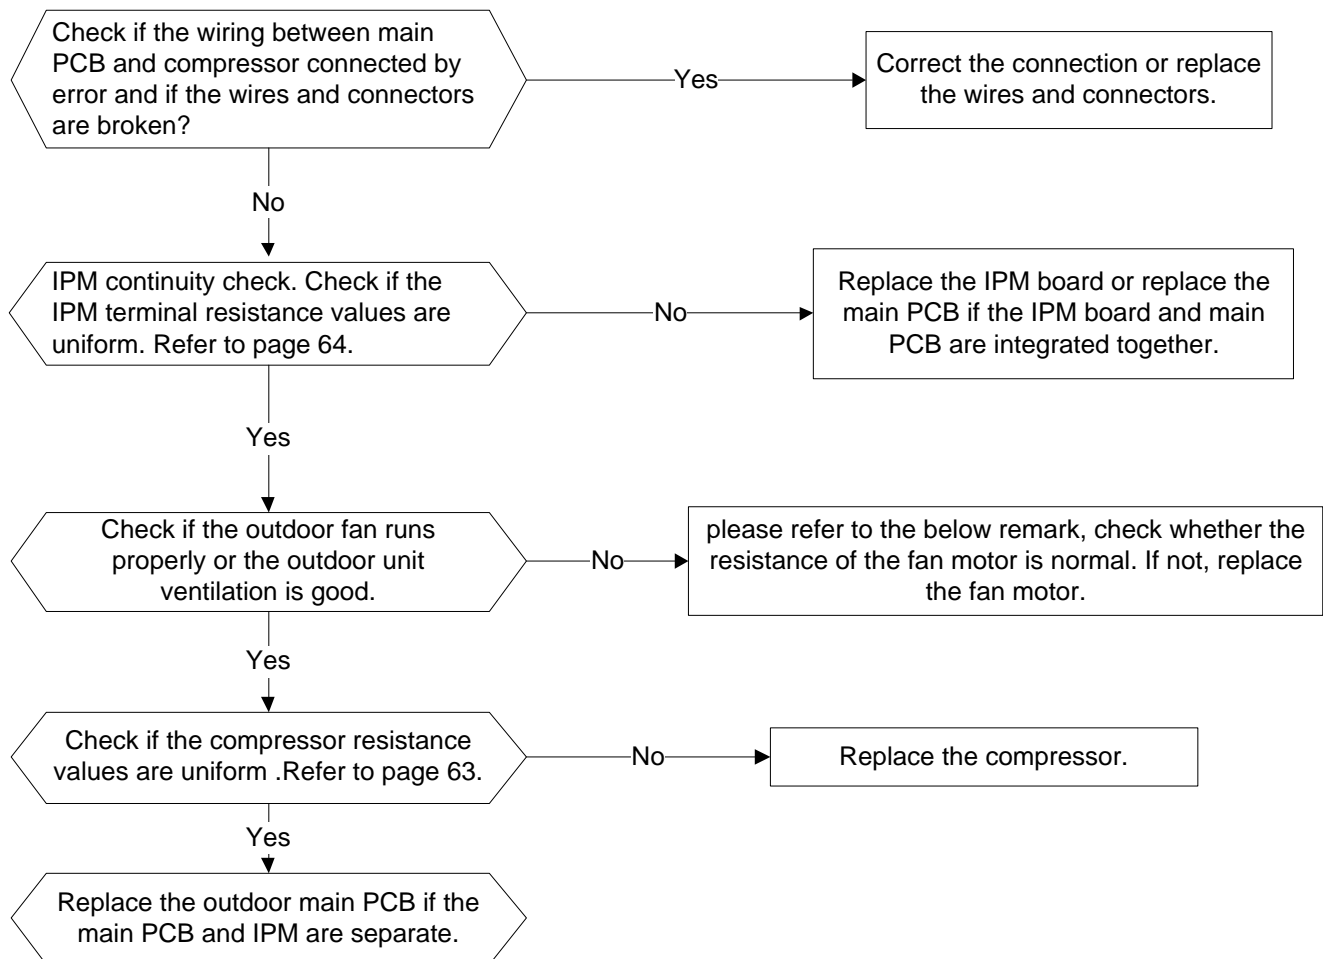 Check if the wiring between main
PCB and compressor connected by
error and if the wires and connectors
are broken?
Yes
Correct the connection or replace
the wires and connectors.
No
IPM continuity check. Check if the
IPM terminal resistance values are
uniform. Refer to page 64.
No
Replace the IPM board or replace the
main PCB if the IPM board and main
PCB are integrated together.
Yes
Check if the outdoor fan runs
properly or the outdoor unit
ventilation is good.
No
please refer to the below remark, check whether the
resistance of the fan motor is normal. If not, replace
the fan motor.
Yes
Check if the compressor resistance
values are uniform .Refer to page 63.
No
Replace the compressor.
Yes
Replace the outdoor main PCB if the
main PCB and IPM are separate.